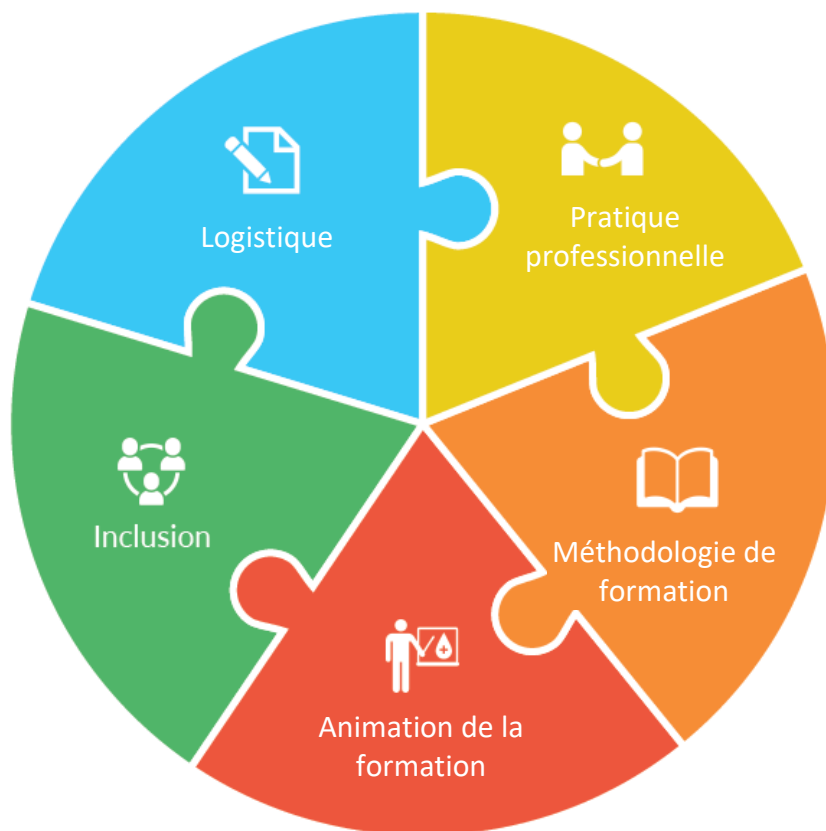 Logistique
Pratique
professionnelle
Inclusion
Méthodologie de
formation
Animation de la
formation